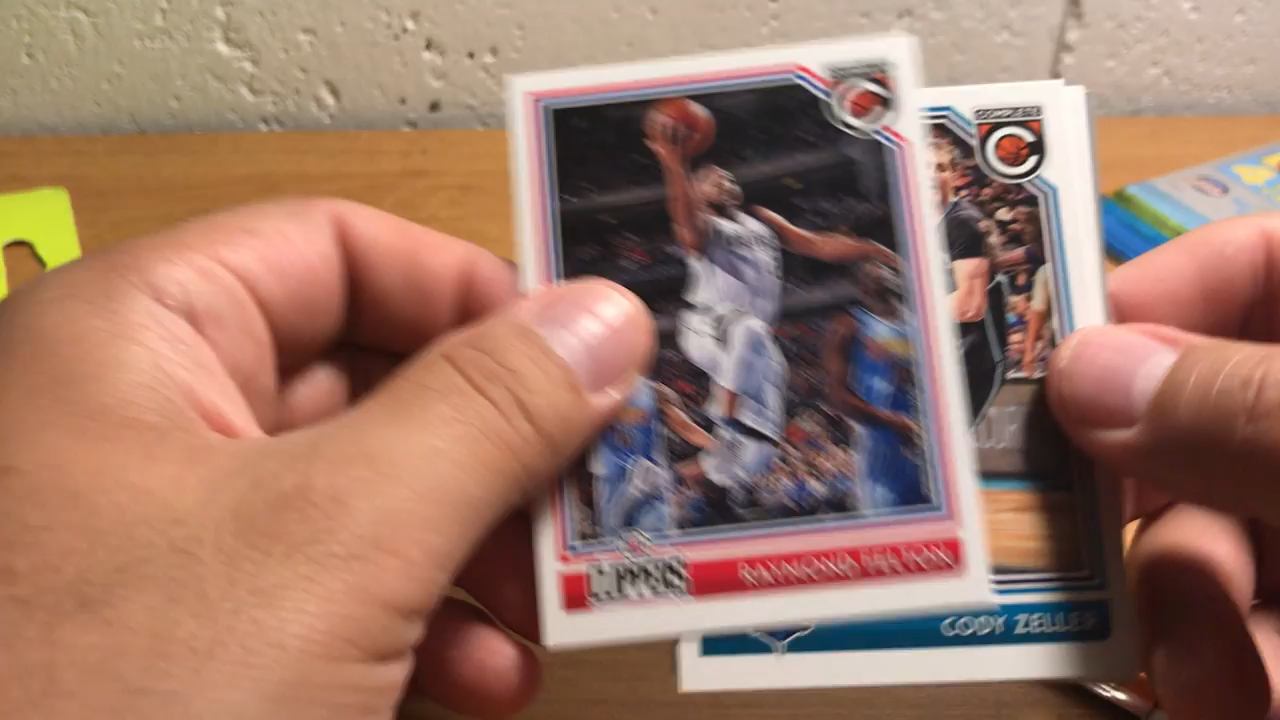 COMPLETE
C
CLIPPERS
RAYMOND FELTON
CODY ZELLER